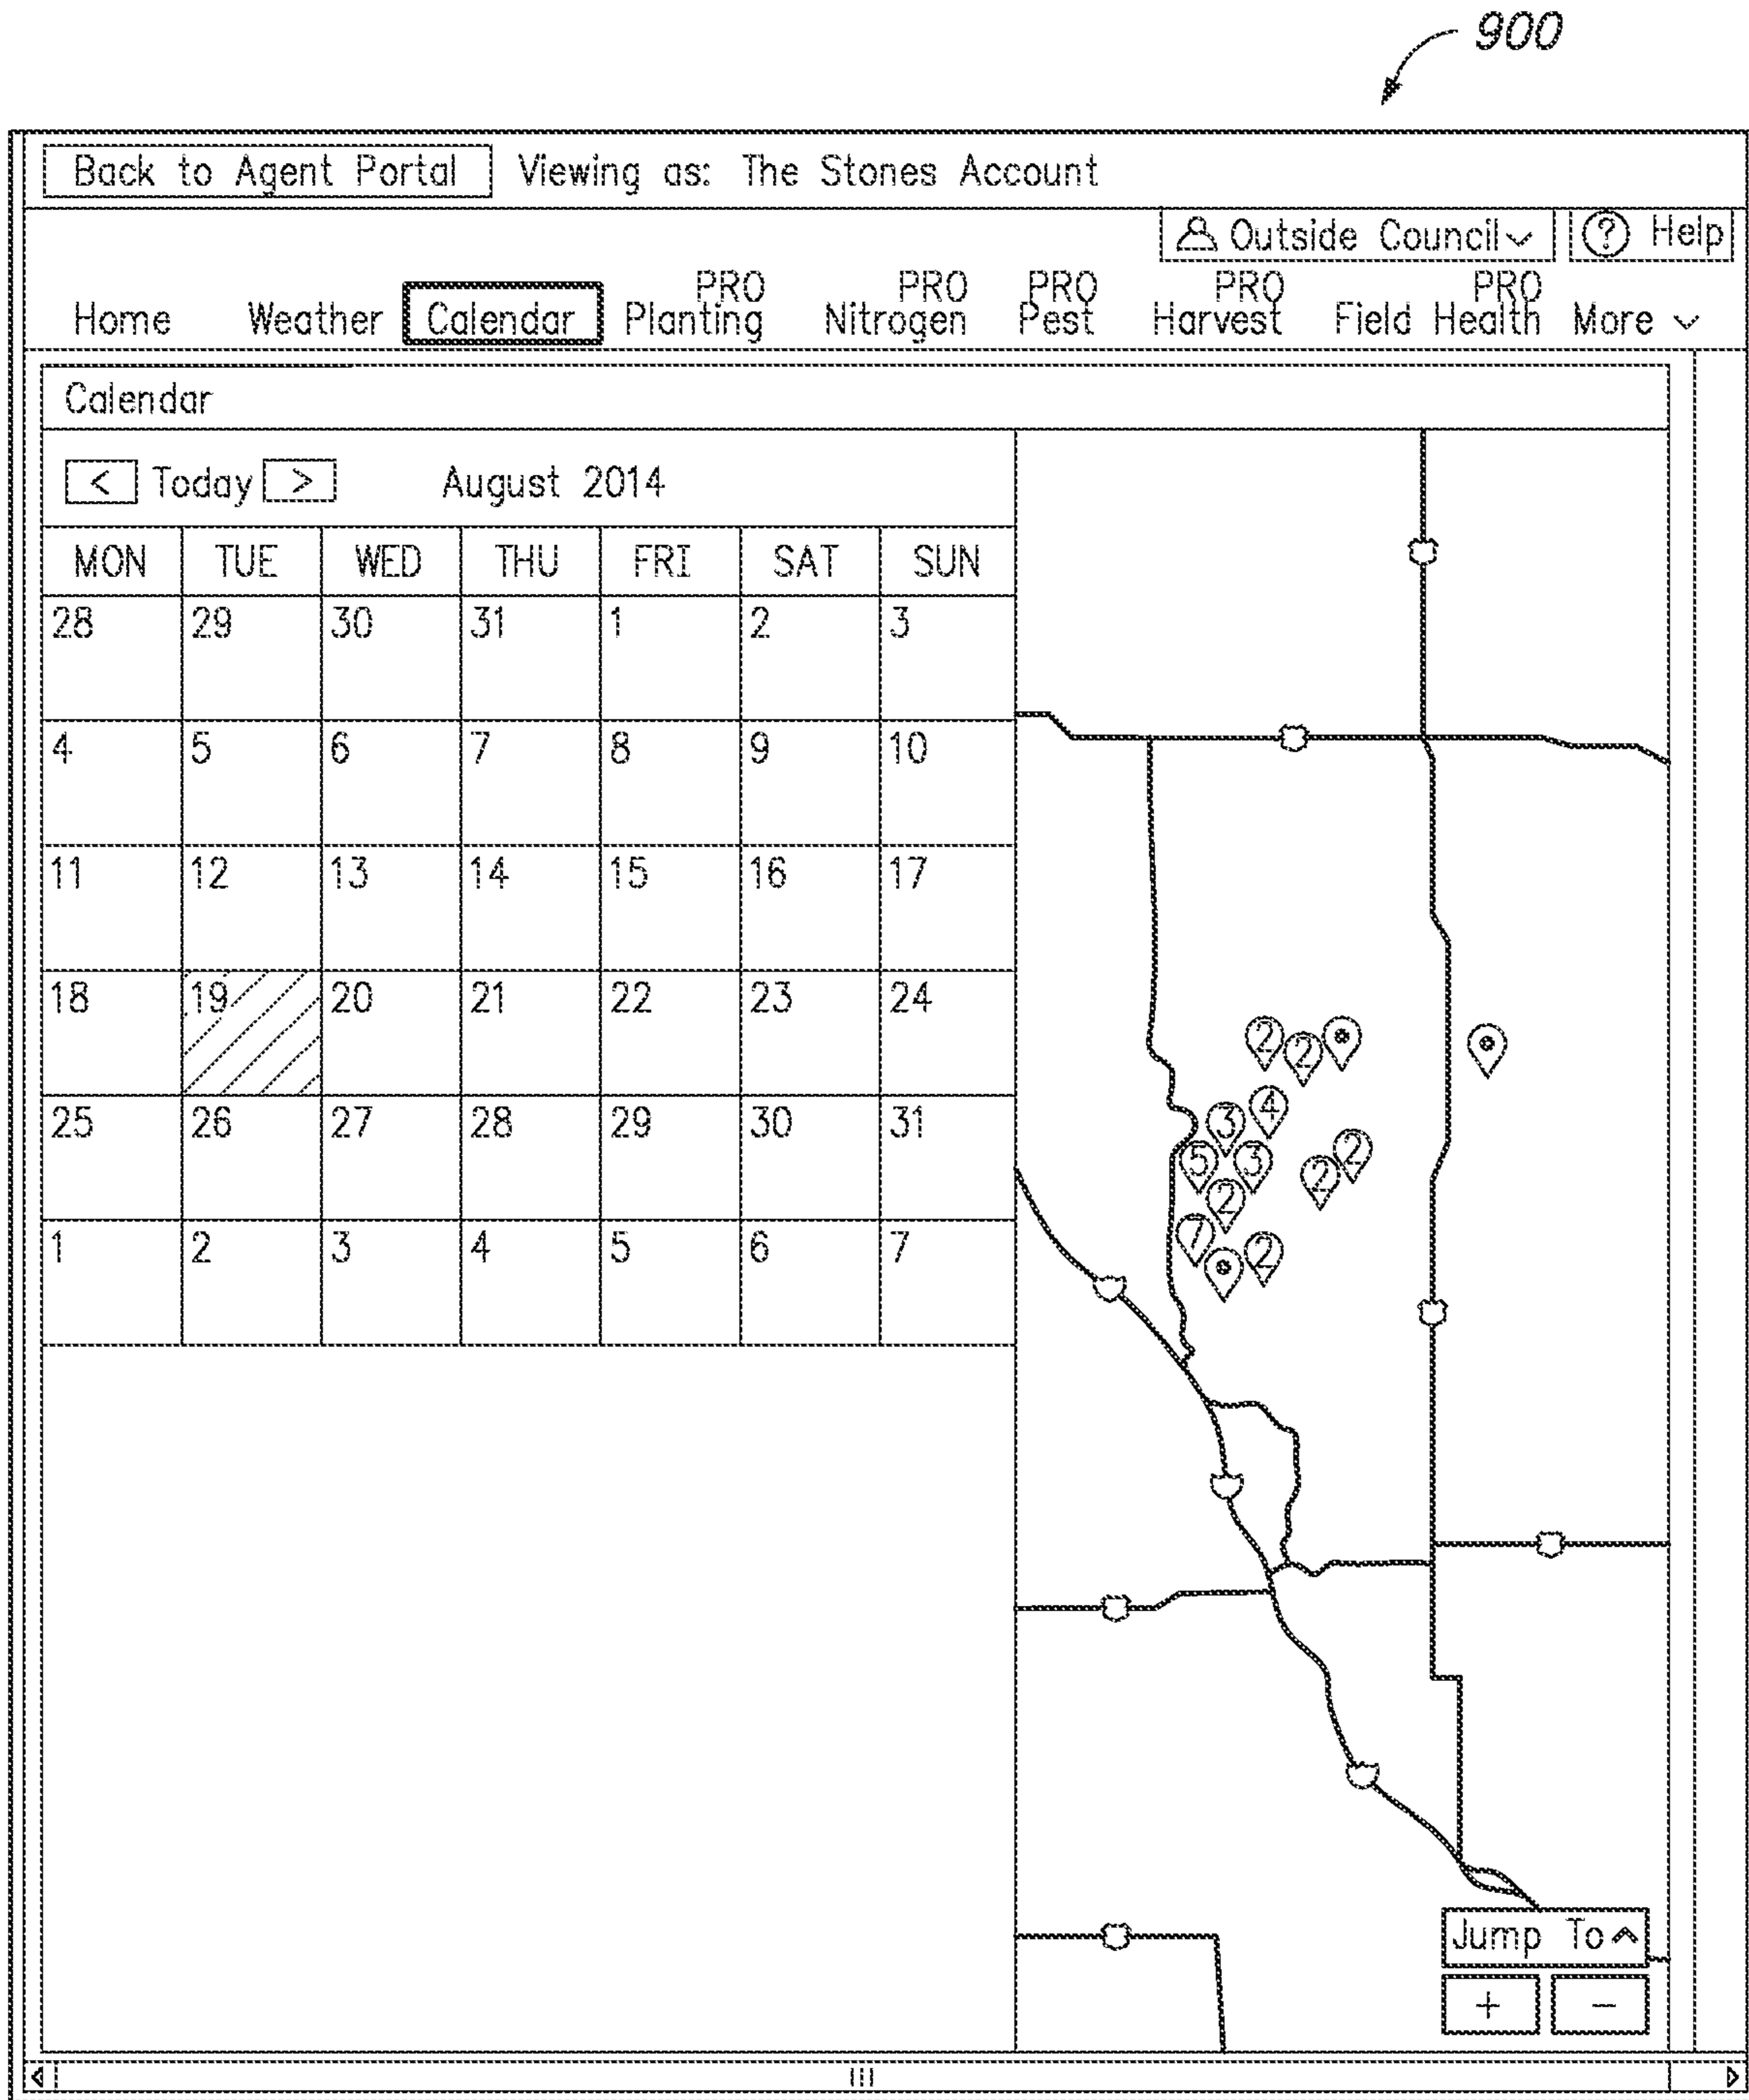 900
Back to Agent Portal Viewing as: The Stones Account
Outside Council ? Help
PRO PRO PRO PRO PRO
Home Weather Calendar Planting Nitrogen Pest Harvest Field Health More
Calendar
< Today > August 2014
MON TUE WED THU FRI SAT SUN
28 29 30 31 1 2 3
4 5 6 7 8 9 10
11 12 13 14 15 16 17
18 19 20 21 22 23 24
25 26 27 28 29 30 31
1 2 3 4 5 6 7
2 2
4
3
5 3 2 2
2
7 2
Jump To ^
+ −